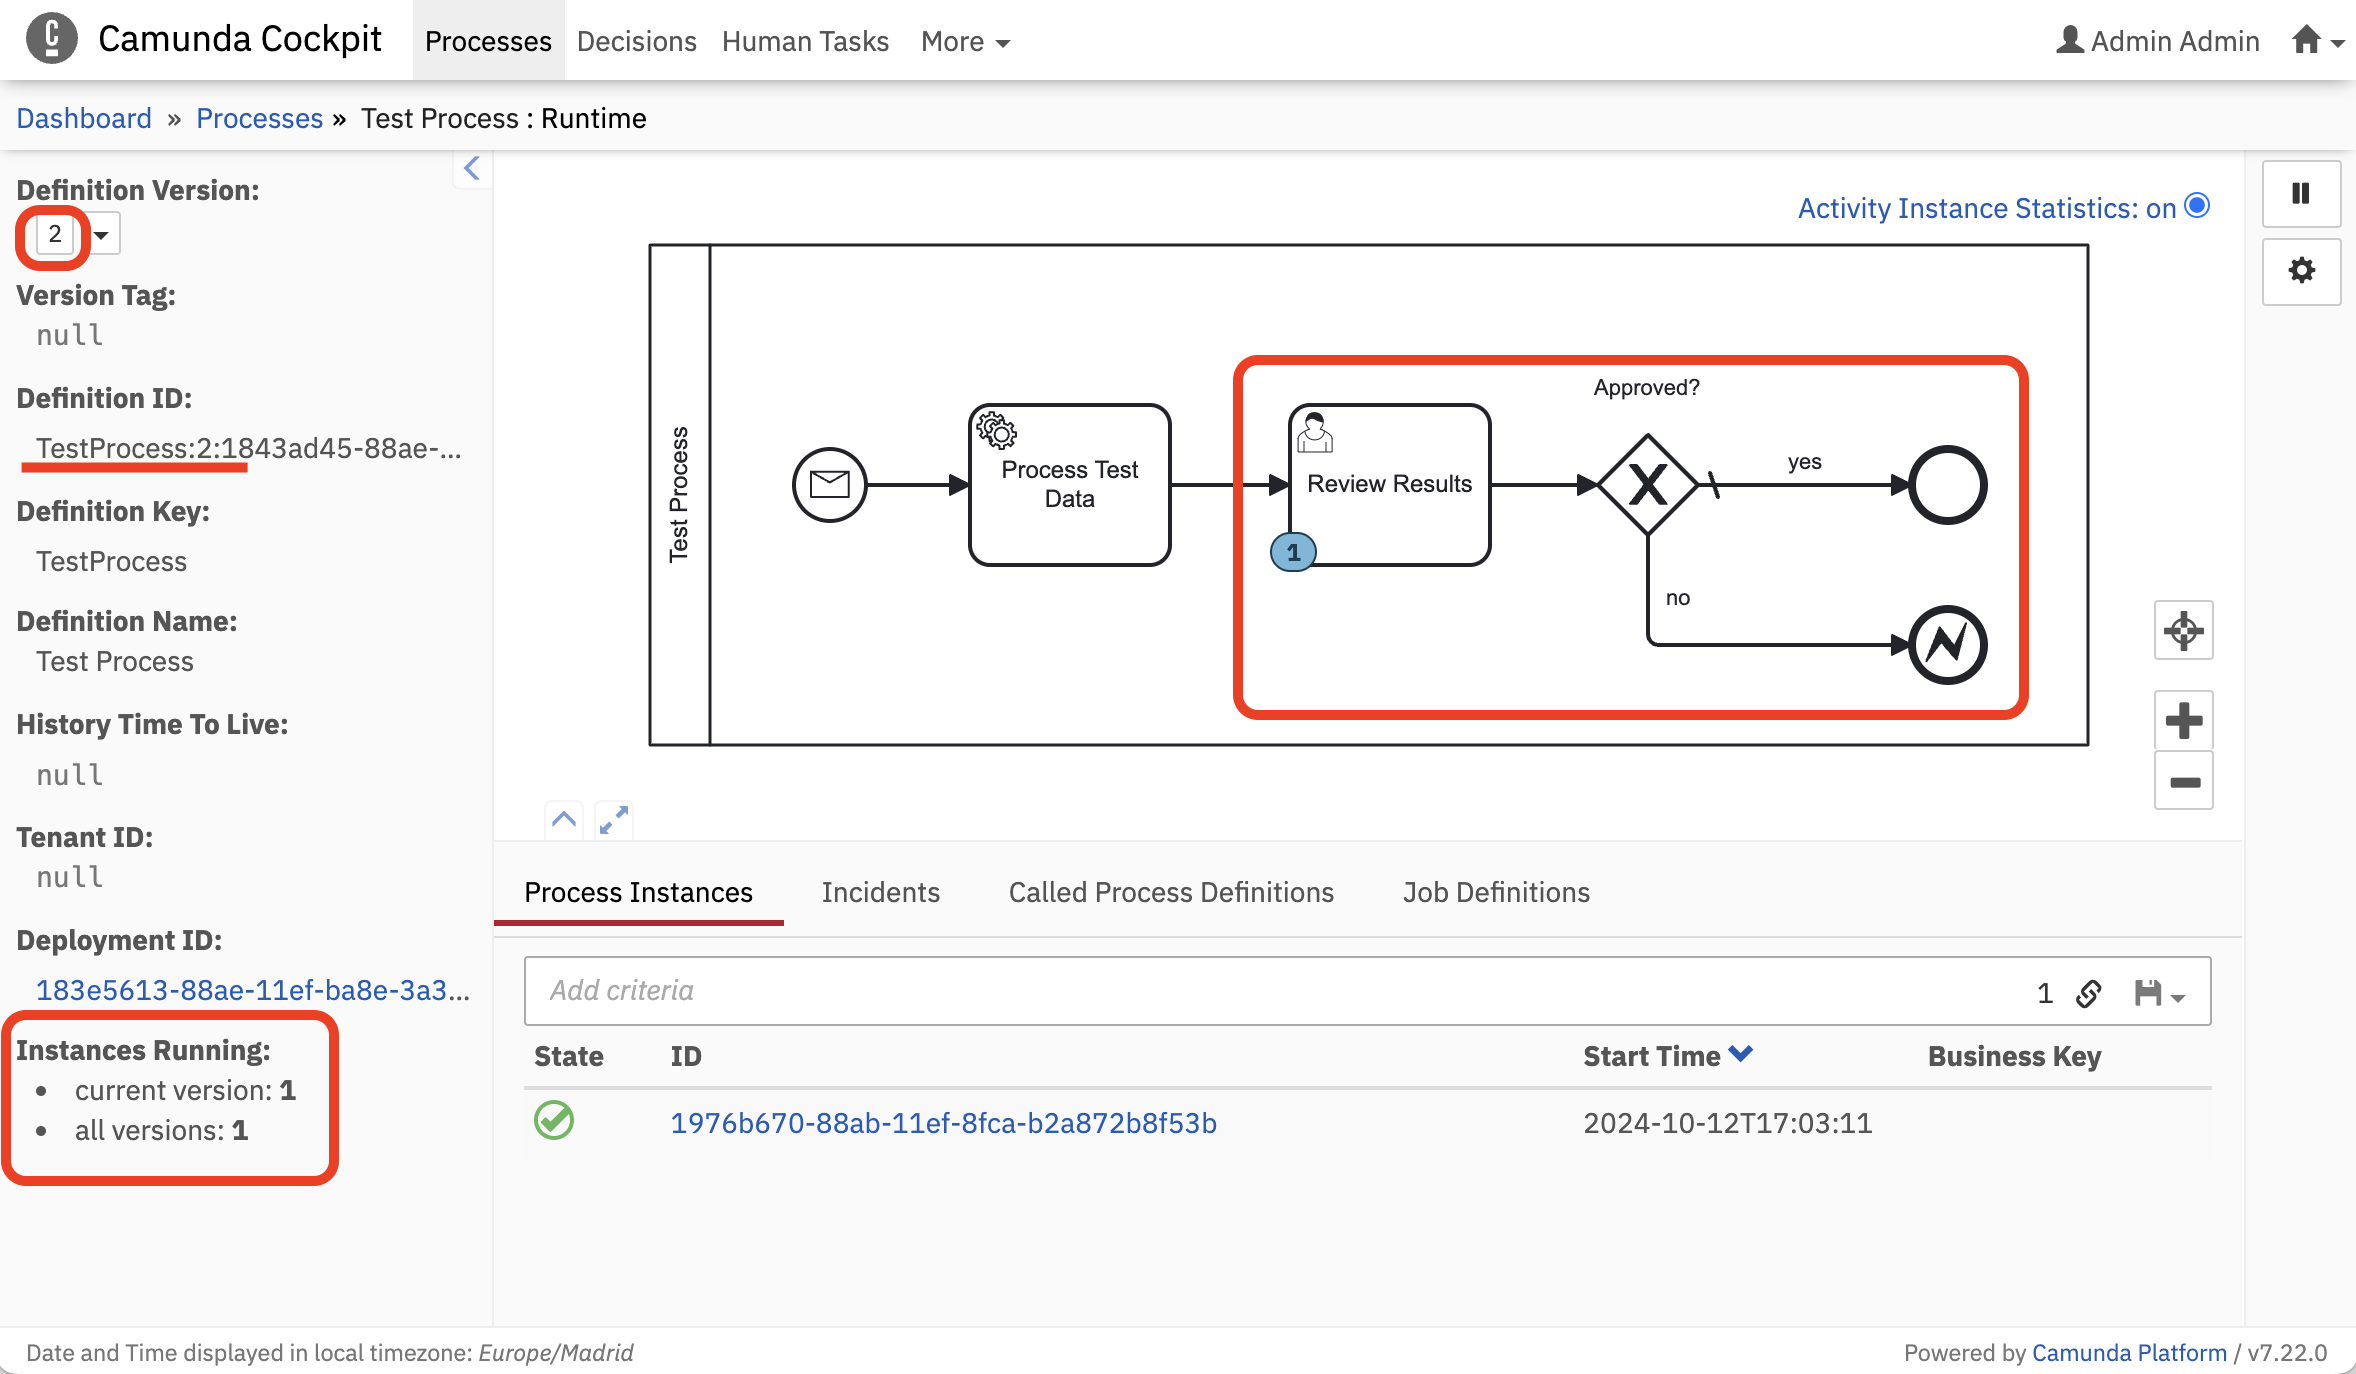 Camunda Cockpit
Processes
Decisions
Human Tasks
More
Admin Admin
Dashboard » Processes » Test Process : Runtime
Definition Version:
2
Version Tag:
null
Definition ID:
TestProcess:2:1843ad45-88ae-...
Definition Key:
TestProcess
Definition Name:
Test Process
History Time To Live:
null
Tenant ID:
null
Deployment ID:
183e5613-88ae-11ef-ba8e-3a3...
Instances Running:
• current version: 1
• all versions: 1
Activity Instance Statistics: on
Test Process
Process Test
Data
Review Results
1
Approved?
yes
no
Process Instances
Incidents
Called Process Definitions
Job Definitions
Add criteria
1
State
ID
Start Time
Business Key
1976b670-88ab-11ef-8fca-b2a872b8f53b
2024-10-12T17:03:11
Date and Time displayed in local timezone: Europe/Madrid
Powered by Camunda Platform / v7.22.0